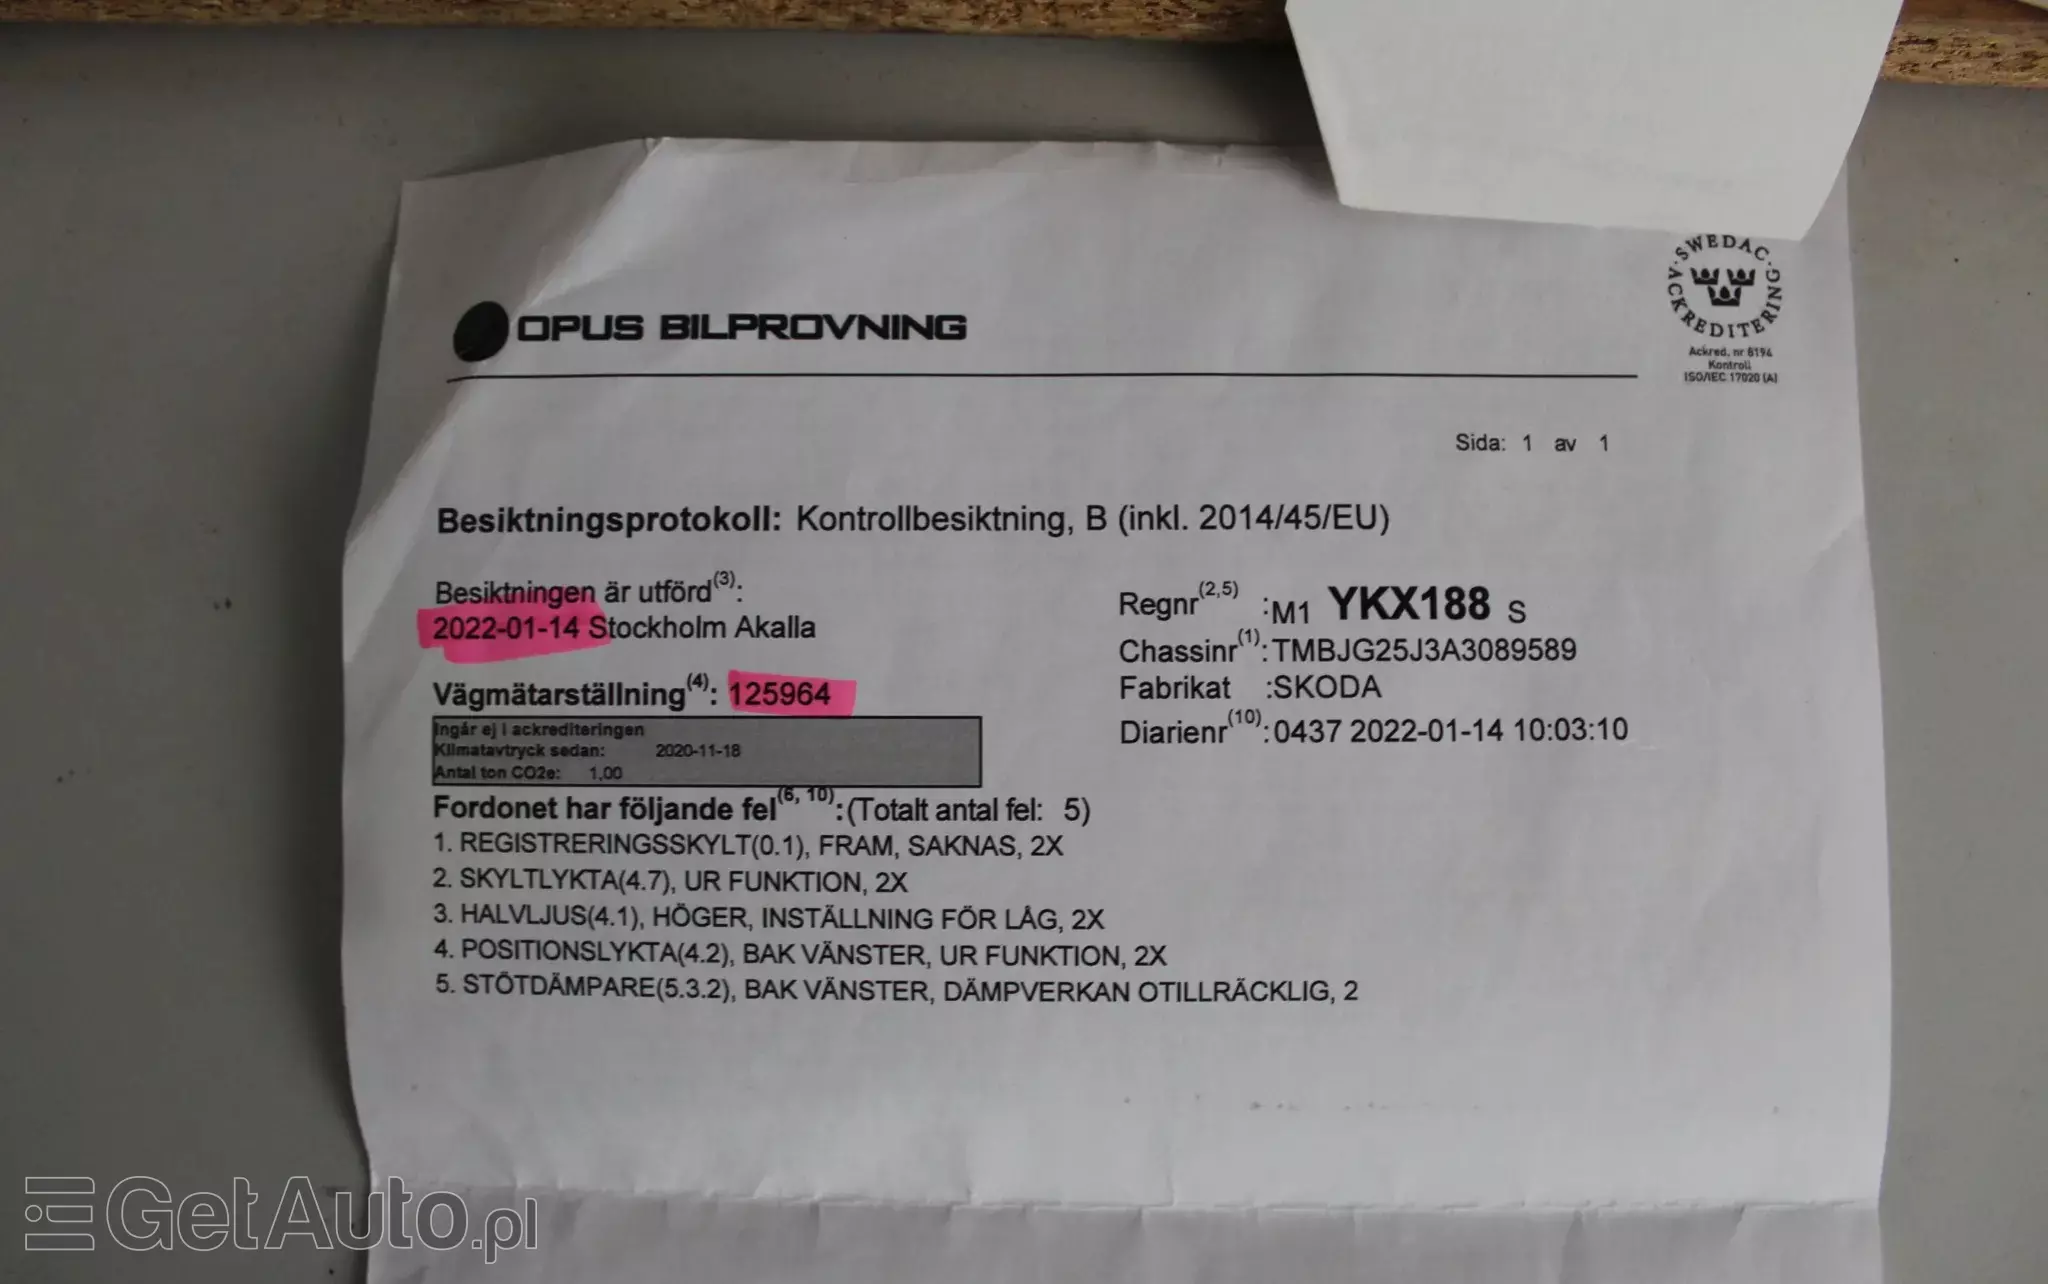 OPUS BILPROVNING
SWEDAC · ACKREDITERING ·
Ackred. nr 8194
Kontroll
ISO/IEC 17020 (A)
Sida: 1 av 1
Besiktningsprotokoll: Kontrollbesiktning, B (inkl. 2014/45/EU)
Besiktningen är utförd(3):
2022-01-14 Stockholm Akalla
Vägmätarställning(4): 125964
Ingår ej i ackrediteringen
Klimatavtryck sedan: 2020-11-18
Antal ton CO2e: 1,00
Regnr(2,5) :M1 YKX188 S
Chassinr(1):TMBJG25J3A3089589
Fabrikat :SKODA
Diarienr(10):0437 2022-01-14 10:03:10
Fordonet har följande fel(6, 10):(Totalt antal fel: 5)
1. REGISTRERINGSSKYLT(0.1), FRAM, SAKNAS, 2X
2. SKYLTLYKTA(4.7), UR FUNKTION, 2X
3. HALVLJUS(4.1), HÖGER, INSTÄLLNING FÖR LÅG, 2X
4. POSITIONSLYKTA(4.2), BAK VÄNSTER, UR FUNKTION, 2X
5. STÖTDÄMPARE(5.3.2), BAK VÄNSTER, DÄMPVERKAN OTILLRÄCKLIG, 2
GetAuto.pl